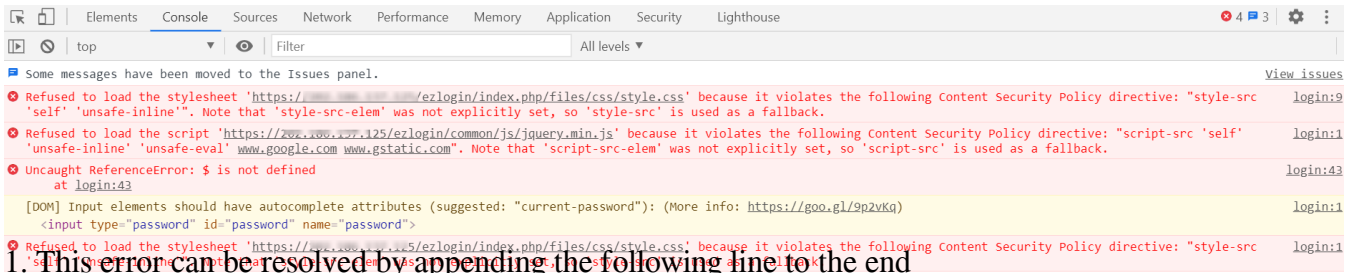 Elements Console Sources Network Performance Memory Application Security Lighthouse 4 3
top Filter All levels
Some messages have been moved to the Issues panel. View issues
Refused to load the stylesheet 'https:/ /ezlogin/index.php/files/css/style.css' because it violates the following Content Security Policy directive: "style-src login:9
'self' 'unsafe-inline'". Note that 'style-src-elem' was not explicitly set, so 'style-src' is used as a fallback.
Refused to load the script 'https:// .125/ezlogin/common/js/jquery.min.js' because it violates the following Content Security Policy directive: "script-src 'self' login:1
'unsafe-inline' 'unsafe-eval' www.google.com www.gstatic.com". Note that 'script-src-elem' was not explicitly set, so 'script-src' is used as a fallback.
Uncaught ReferenceError: $ is not defined login:43
at login:43
[DOM] Input elements should have autocomplete attributes (suggested: "current-password"): (More info: https://goo.gl/9p2vKq) login:1
<input type="password" id="password" name="password">
Refused to load the stylesheet 'https:/ 5/ezlogin/index.php/files/css/style.css' because it violates the following Content Security Policy directive: "style-src login:1
1. This error can be resolved by appending the following line to the end